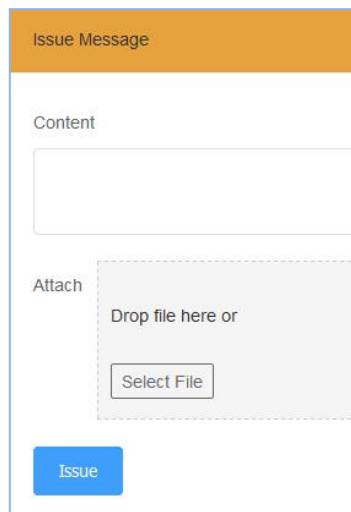 Issue Message
Content
Attach
Drop file here or
Select File
Issue